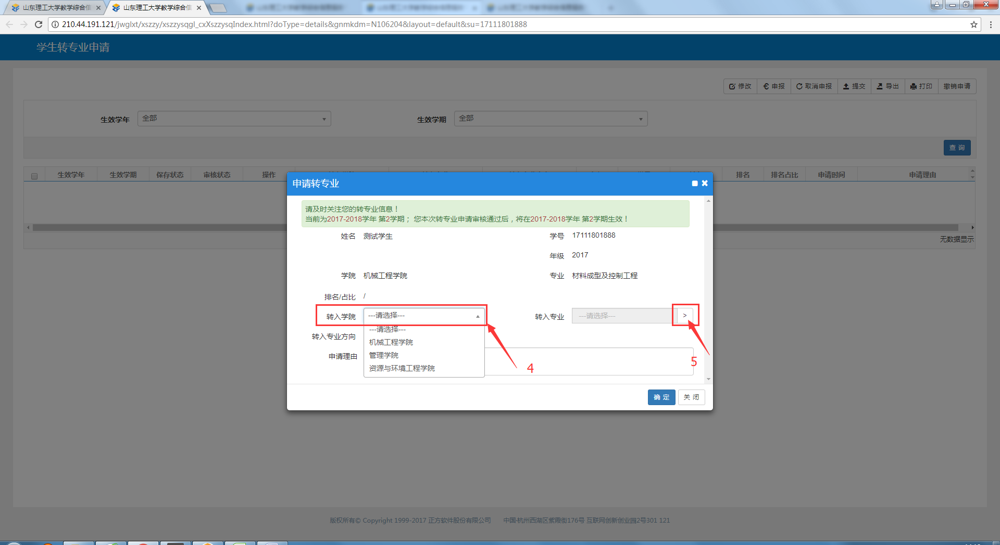 山东理工大学教学综合信
山东理工大学教学综合信
210.44.191.121/jwglxt/xszzy/xszzysqgl_cxXszzysqIndex.html?doType=details&gnmkdm=N106204&layout=default&su=17111801888
学生转专业申请
修改 申报 取消申报 提交 导出 打印 撤销申请
生效学年 全部 生效学期 全部
查 询
生效学年 生效学期 保存状态 审核状态 操作 排名 排名占比 申请时间 申请理由
无数据显示
申请转专业
请及时关注您的转专业信息！
当前为2017-2018学年 第2学期； 您本次转专业申请审核通过后，将在2017-2018学年 第2学期生效！
姓名 测试学生 学号 17111801888
年级 2017
学院 机械工程学院 专业 材料成型及控制工程
排名/占比 /
转入学院 ---请选择--- 转入专业 ---请选择--- >
---请选择---
转入专业方向
机械工程学院
申请理由
管理学院
资源与环境工程学院
4
5
确 定 关 闭
版权所有© Copyright 1999-2017 正方软件股份有限公司 中国·杭州西湖区紫霞街176号 互联网创新创业园2号301 121